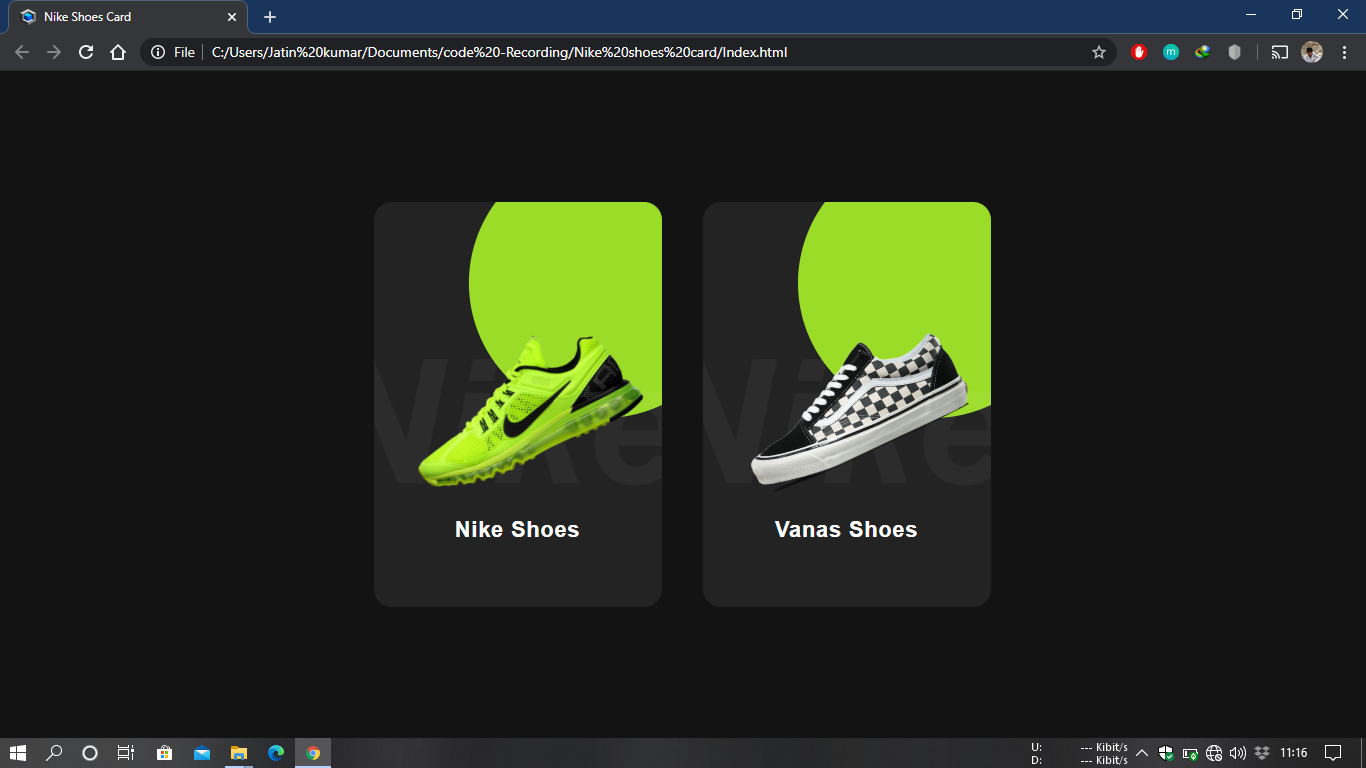 Nike Shoes Card
File
C:/Users/Jatin%20kumar/Documents/code%20-Recording/Nike%20shoes%20card/Index.html
m
Nike Nike
Nike Shoes Vanas Shoes
U: --- Kibit/s
D: --- Kibit/s
11:16